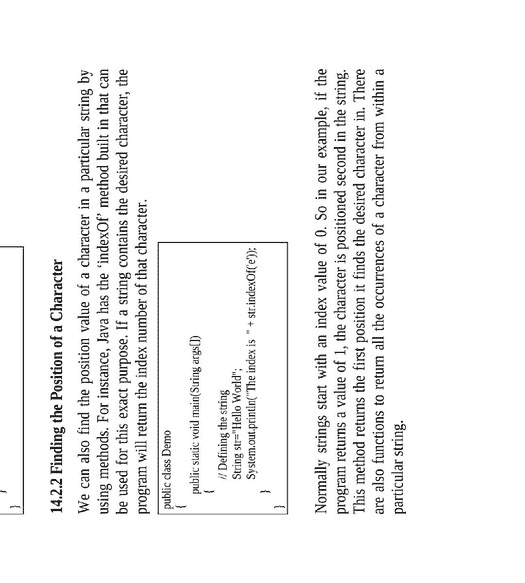 }
}
14.2.2 Finding the Position of a Character
We can also find the position value of a character in a particular string by
using methods. For instance, Java has the ‘indexOf’ method built in that can
be used for this exact purpose. If a string contains the desired character, the
program will return the index number of that character.
public class Demo
{
public static void main(String args[])
{
// Defining the string
String str="Hello World";
System.out.println("The index is " + str.indexOf('e'));
}
}
Normally strings start with an index value of 0. So in our example, if the
program returns a value of 1, the character is positioned second in the string.
This method returns the first position it finds the desired character in. There
are also functions to return all the occurrences of a character from within a
particular string.